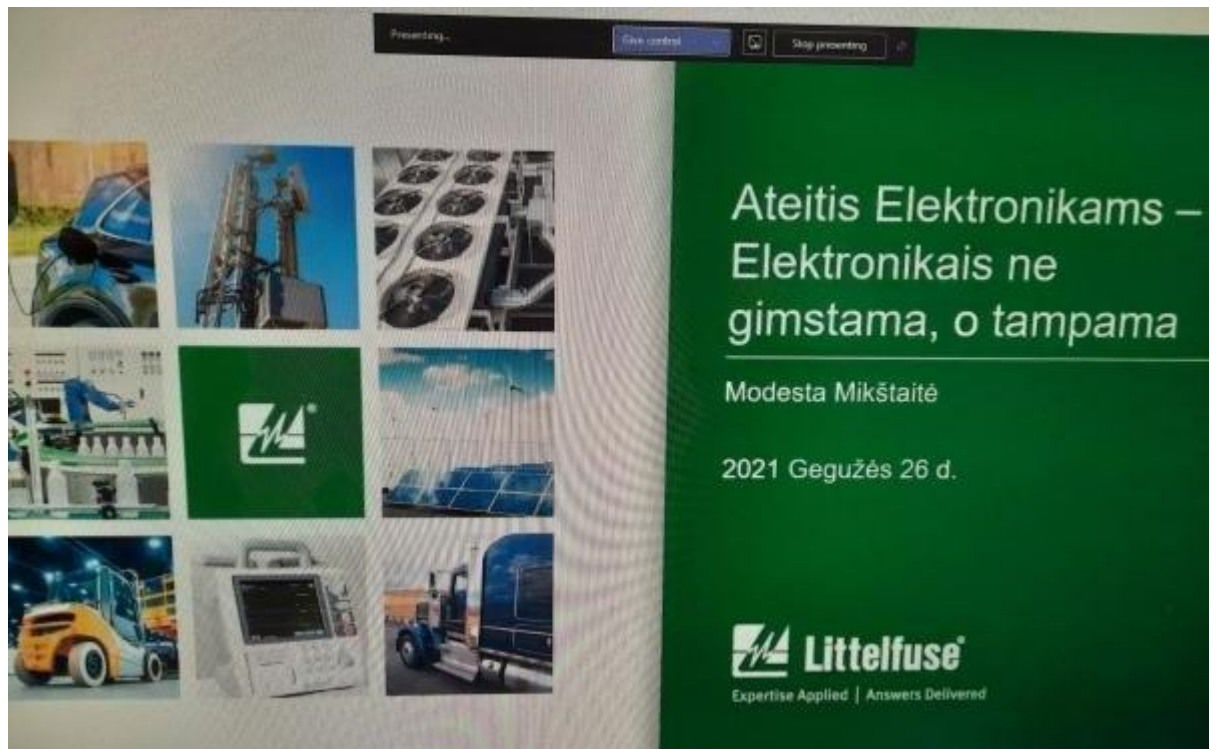 Presenting...
Give control
Stop presenting
Ateitis Elektronikams –
Elektronikais ne
gimstama, o tampama
Modesta Mikštaitė
2021 Gegužės 26 d.
Littelfuse®
Expertise Applied | Answers Delivered